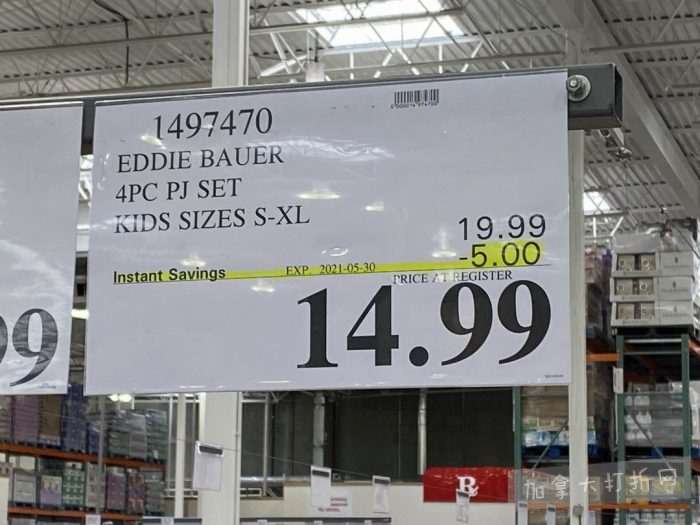 1497470
EDDIE BAUER
4PC PJ SET
KIDS SIZES S-XL
19.99
-5.00
Instant Savings EXP. 2021-05-30 PRICE AT REGISTER
14.99
99
加拿大打折网